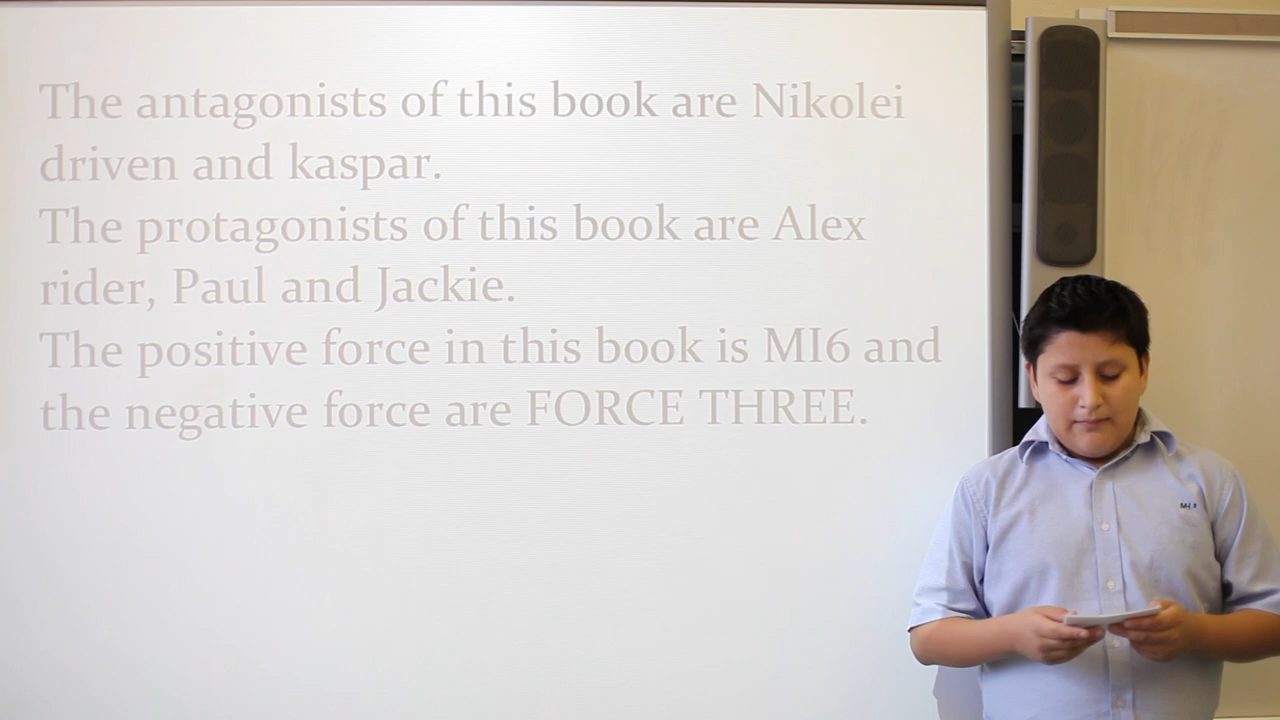 The antagonists of this book are Nikolei
driven and kaspar.
The protagonists of this book are Alex
rider, Paul and Jackie.
The positive force in this book is MI6 and
the negative force are FORCE THREE.